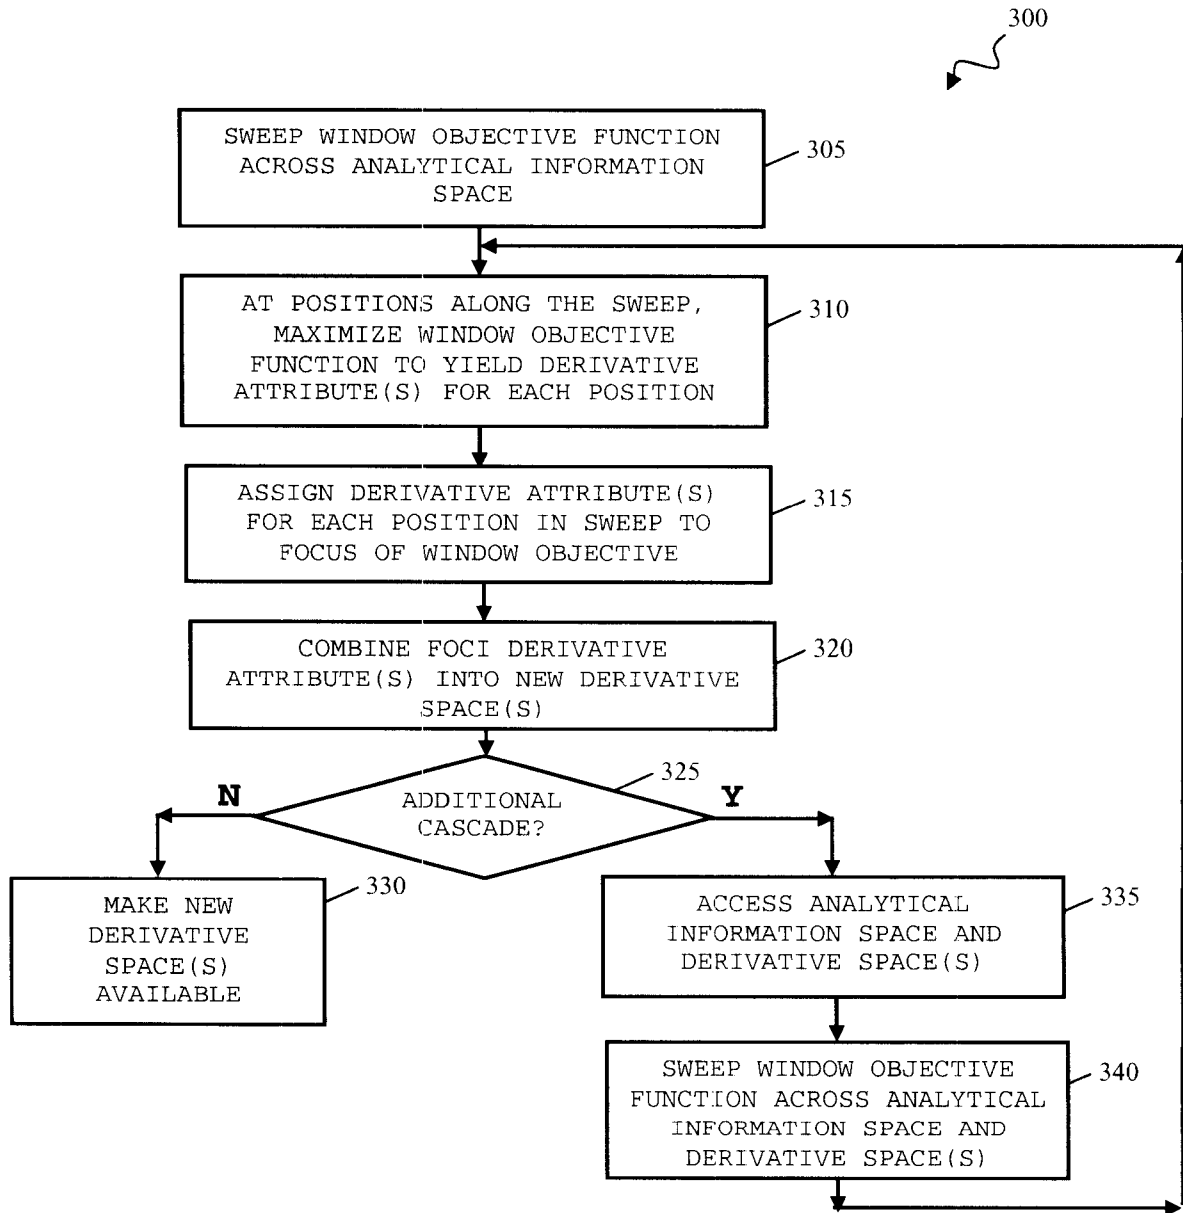 300
SWEEP WINDOW OBJECTIVE FUNCTION
ACROSS ANALYTICAL INFORMATION
SPACE
305
AT POSITIONS ALONG THE SWEEP,
MAXIMIZE WINDOW OBJECTIVE
FUNCTION TO YIELD DERIVATIVE
ATTRIBUTE(S) FOR EACH POSITION
310
ASSIGN DERIVATIVE ATTRIBUTE(S)
FOR EACH POSITION IN SWEEP TO
FOCUS OF WINDOW OBJECTIVE
315
COMBINE FOCI DERIVATIVE
ATTRIBUTE(S) INTO NEW DERIVATIVE
SPACE(S)
320
325
ADDITIONAL
CASCADE?
N
Y
MAKE NEW
DERIVATIVE
SPACE(S)
AVAILABLE
330
ACCESS ANALYTICAL
INFORMATION SPACE AND
DERIVATIVE SPACE(S)
335
SWEEP WINDOW OBJECTIVE
FUNCTION ACROSS ANALYTICAL
INFORMATION SPACE AND
DERIVATIVE SPACE(S)
340